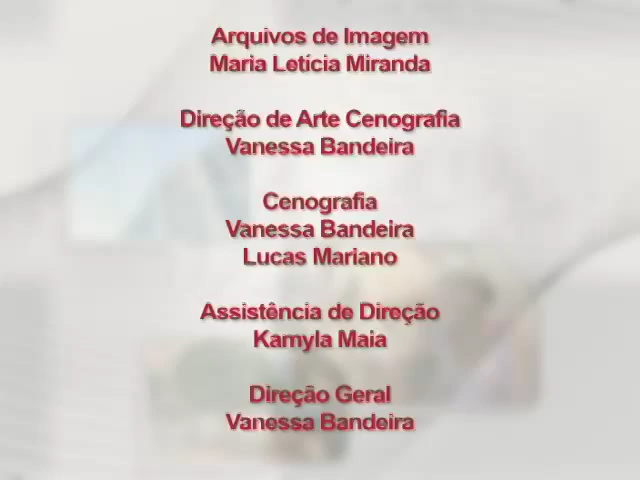 Arquivos de Imagem
Maria Letícia Miranda
Direção de Arte Cenografia
Vanessa Bandeira
Cenografia
Vanessa Bandeira
Lucas Mariano
Assistência de Direção
Kamyla Maia
Direção Geral
Vanessa Bandeira